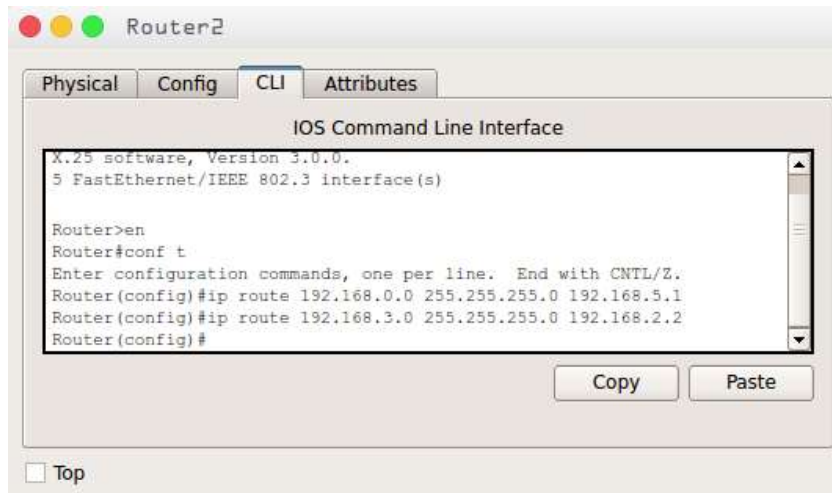 Router2
Physical Config CLI Attributes
IOS Command Line Interface
X.25 software, Version 3.0.0.
5 FastEthernet/IEEE 802.3 interface(s)
Router>en
Router#conf t
Enter configuration commands, one per line.  End with CNTL/Z.
Router(config)#ip route 192.168.0.0 255.255.255.0 192.168.5.1
Router(config)#ip route 192.168.3.0 255.255.255.0 192.168.2.2
Router(config)#
Copy Paste
Top